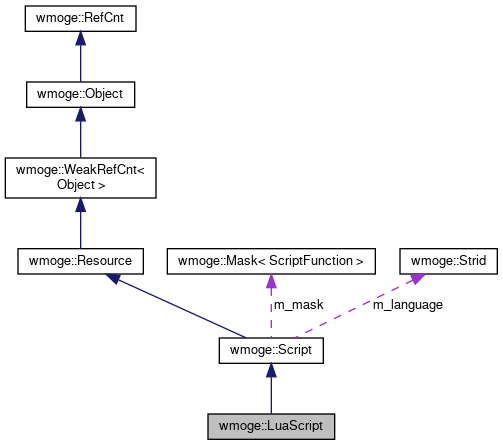 wmoge::RefCnt
wmoge::Object
wmoge::WeakRefCnt<
Object >
wmoge::Resource
wmoge::Mask< ScriptFunction >
wmoge::Strid
m_mask
m_language
wmoge::Script
wmoge::LuaScript